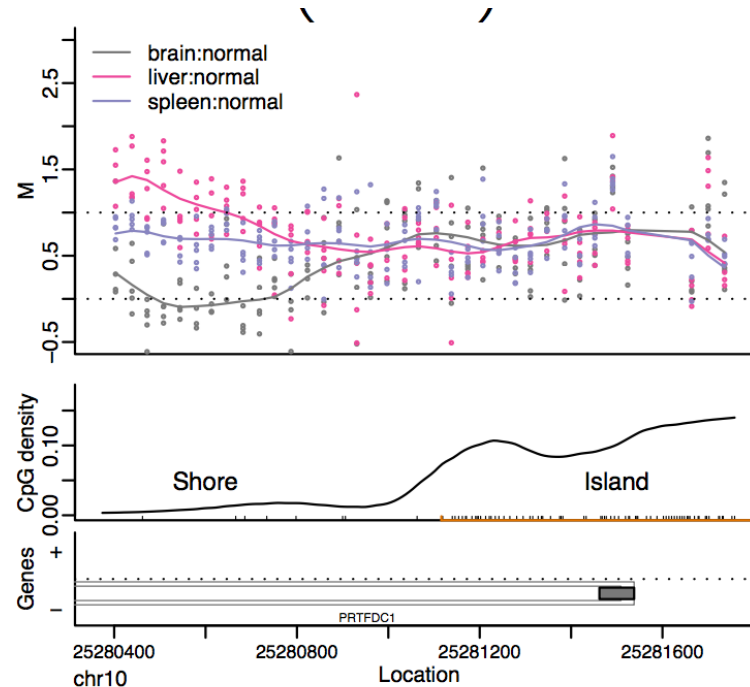 brain:normal
liver:normal
spleen:normal
M
2.5
1.5
0.5
−0.5
CpG density
0.10
0.00
Shore
Island
Genes
+
−
PRTFDC1
25280400
25280800
25281200
25281600
chr10
Location